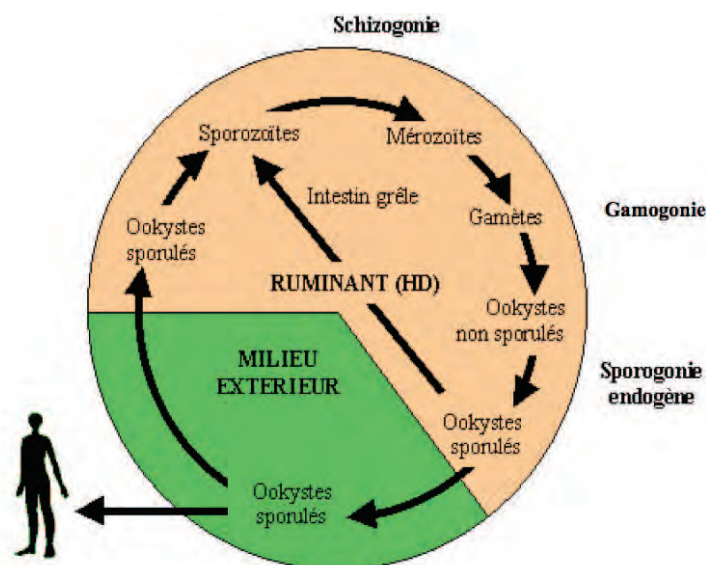 Schizogonie
Sporozoïtes
Mérozoïtes
Intestin grêle
Gamètes
Gamogonie
Ookystes
sporulés
RUMINANT (HD)
Ookystes
non sporulés
MILIEU
EXTERIEUR
Sporogonie
endogène
Ookystes
sporulés
Ookystes
sporulés